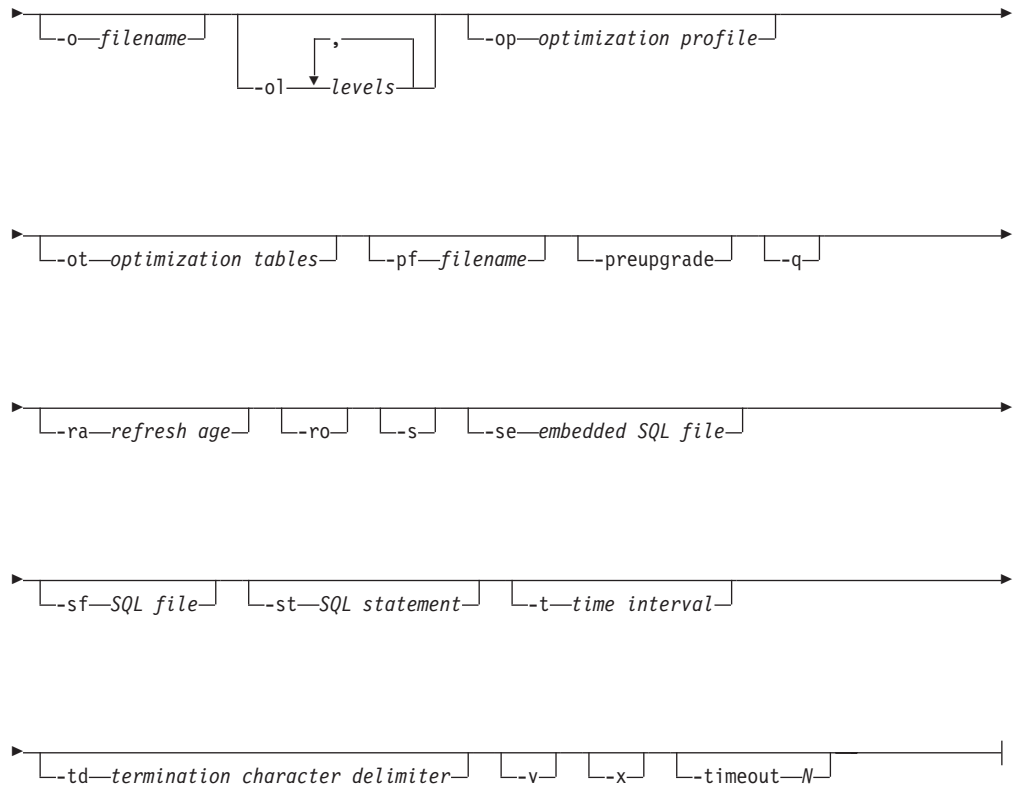 -o filename , -op optimization profile
-ol levels
-ot optimization tables -pf filename -preupgrade -q
-ra refresh age -ro -s -se embedded SQL file
-sf SQL file -st SQL statement -t time interval
-td termination character delimiter -v -x -timeout N